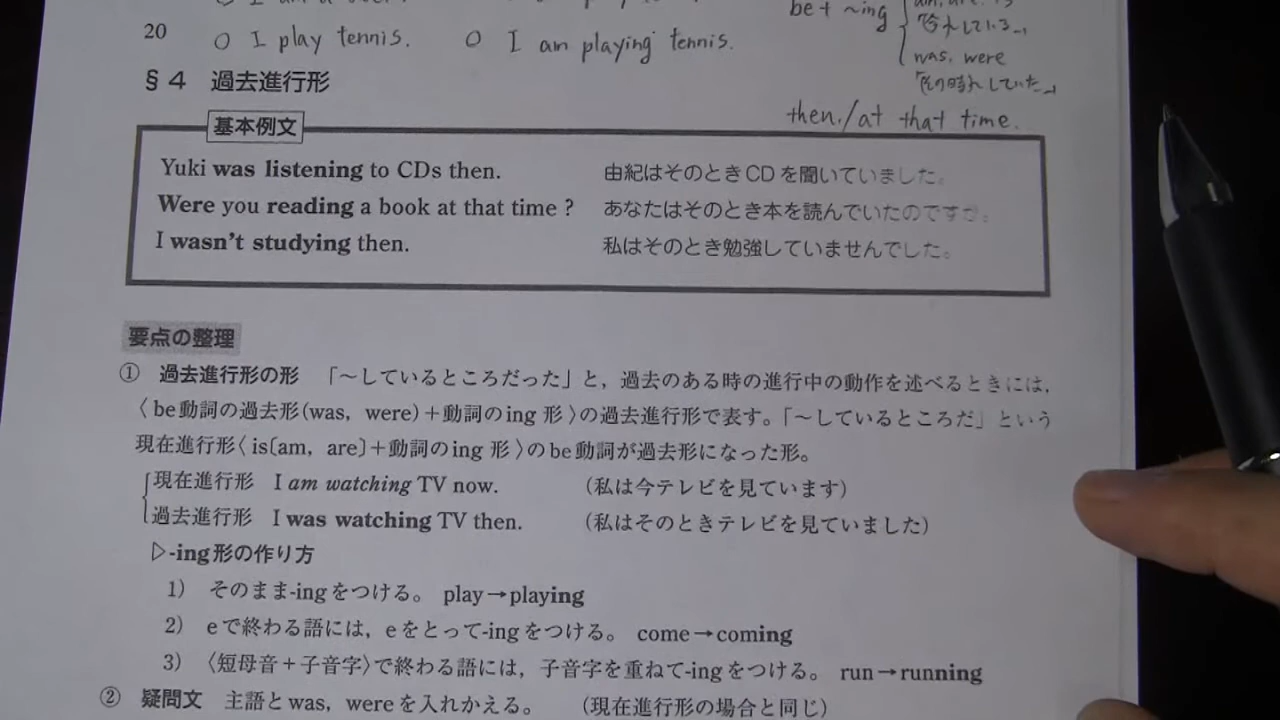 be + ~ing
20
○ I play tennis. ○ I am playing tennis.
was, were
§4 過去進行形
then./at that time.
基本例文
Yuki was listening to CDs then. 由紀はそのときCDを聞いていました。
Were you reading a book at that time? あなたはそのとき本を読んでいたのですか。
I wasn't studying then. 私はそのとき勉強していませんでした。
要点の整理
① 過去進行形の形 「～しているところだった」と，過去のある時の進行中の動作を述べるときには，
〈be動詞の過去形(was, were)＋動詞のing形〉の過去進行形で表す。「～しているところだ」という
現在進行形〈is[am, are]＋動詞のing形〉のbe動詞が過去形になった形。
現在進行形 I am watching TV now. (私は今テレビを見ています)
過去進行形 I was watching TV then. (私はそのときテレビを見ていました)
▷-ing形の作り方
1) そのまま-ingをつける。 play→playing
2) eで終わる語には，eをとって-ingをつける。 come→coming
3) 〈短母音＋子音字〉で終わる語には，子音字を重ねて-ingをつける。 run→running
② 疑問文 主語とwas, wereを入れかえる。 (現在進行形の場合と同じ)